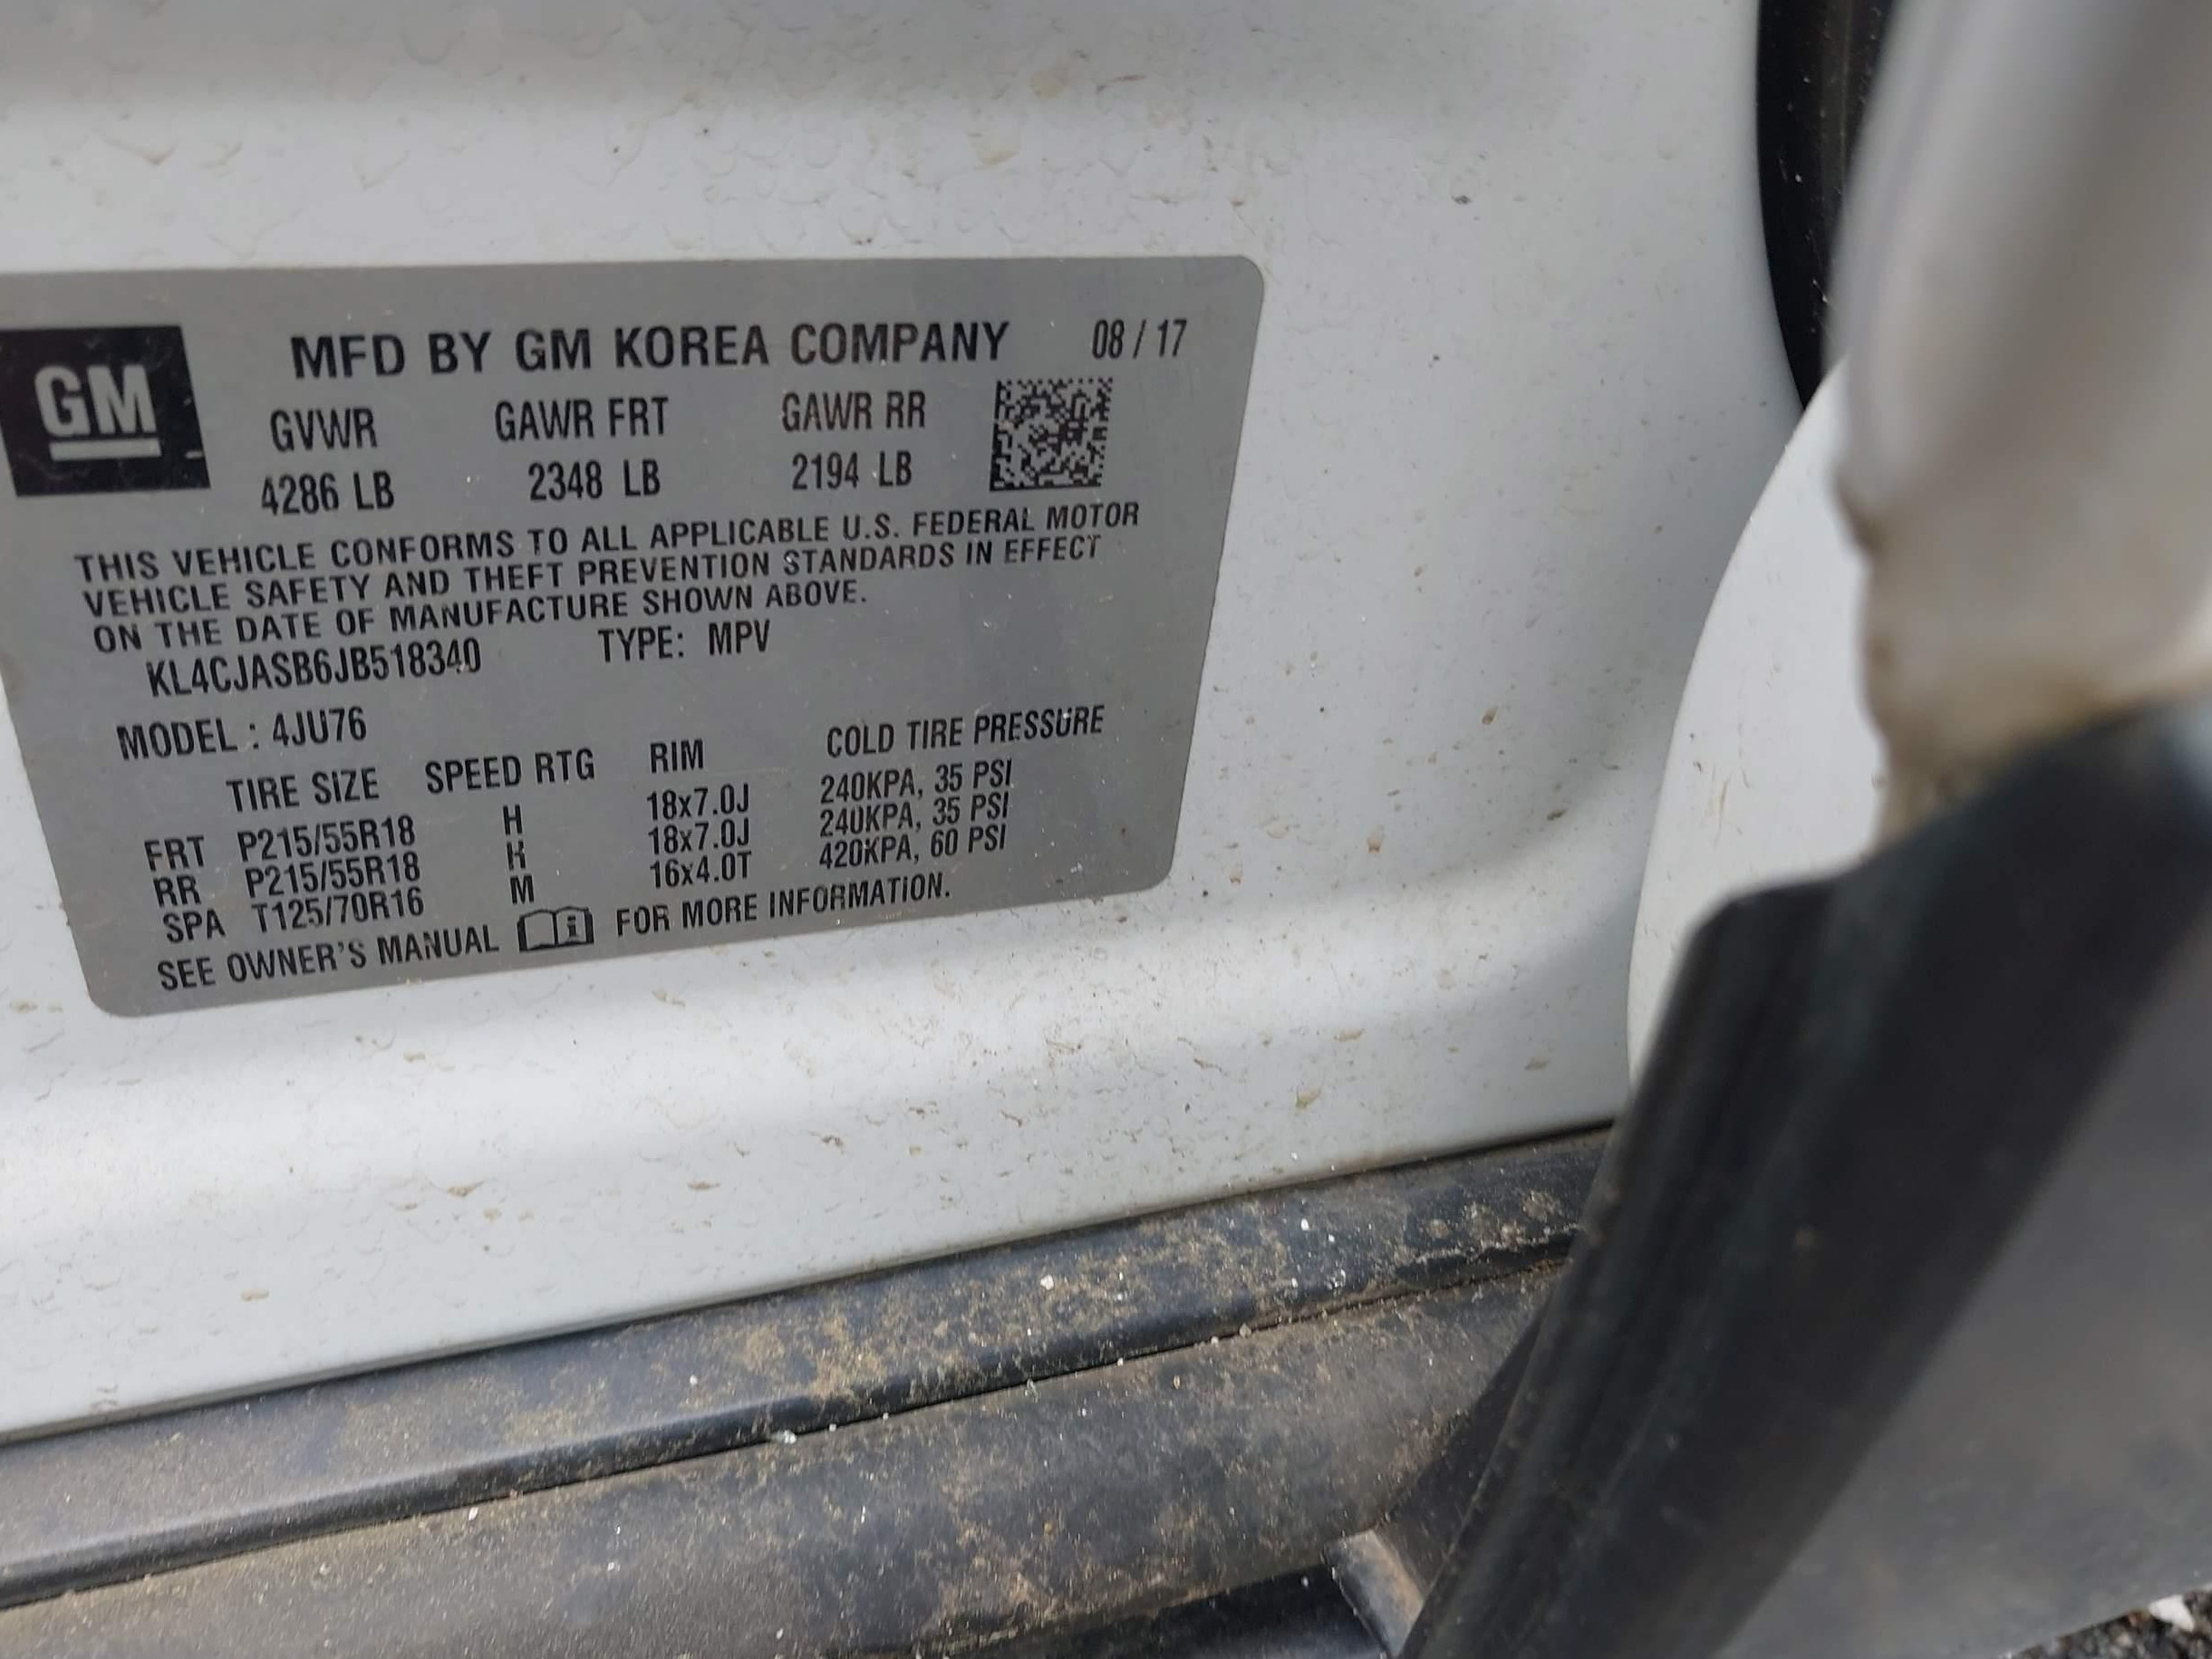 GM
MFD BY GM KOREA COMPANY 08 / 17
GVWR GAWR FRT GAWR RR
4286 LB 2348 LB 2194 LB
THIS VEHICLE CONFORMS TO ALL APPLICABLE U.S. FEDERAL MOTOR
VEHICLE SAFETY AND THEFT PREVENTION STANDARDS IN EFFECT
ON THE DATE OF MANUFACTURE SHOWN ABOVE.
KL4CJASB6JB518340 TYPE: MPV
MODEL : 4JU76
TIRE SIZE SPEED RTG RIM COLD TIRE PRESSURE
FRT P215/55R18 H 18x7.0J 240KPA, 35 PSI
RR P215/55R18 H 18x7.0J 240KPA, 35 PSI
SPA T125/70R16 M 16x4.0T 420KPA, 60 PSI
SEE OWNER'S MANUAL FOR MORE INFORMATION.